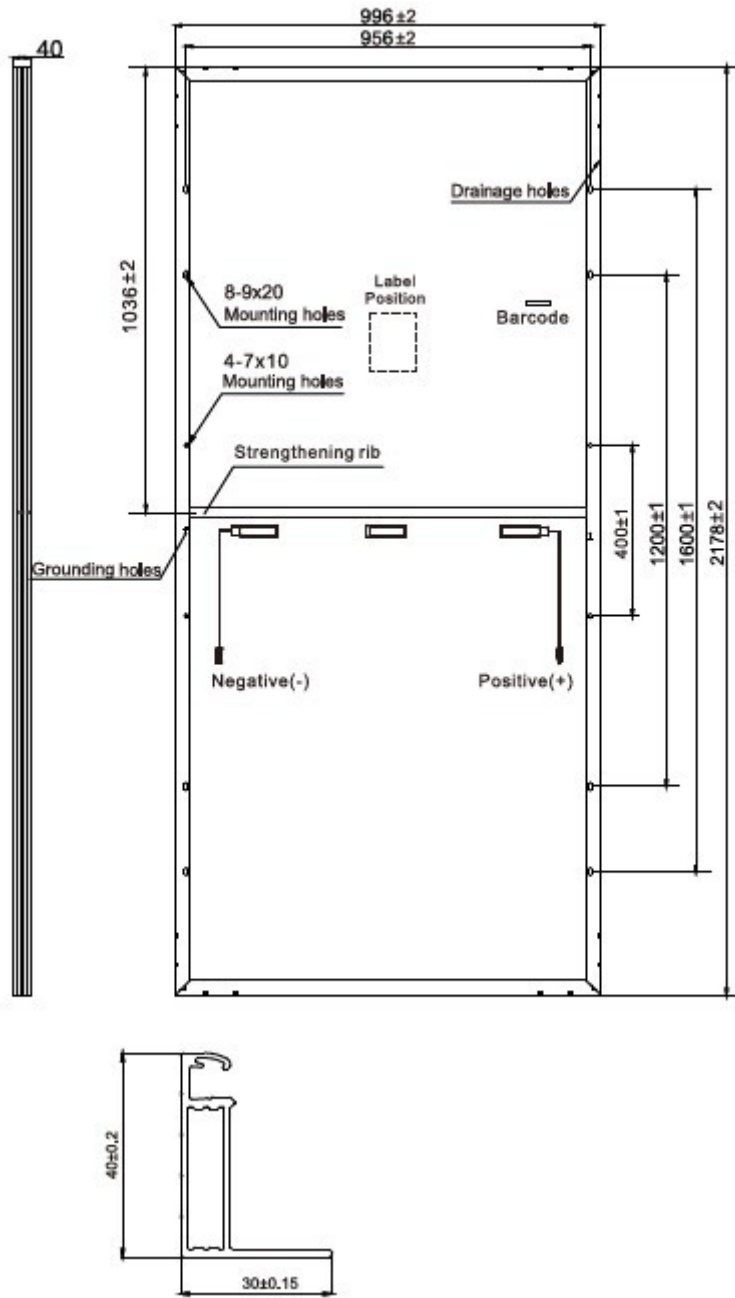 996±2
956±2
40
Drainage holes
1036±2
8-9x20
Mounting holes
Label
Position
Barcode
4-7x10
Mounting holes
Strengthening rib
400±1
1200±1
1600±1
2178±2
Grounding holes
Negative(-)
Positive(+)
40±0.2
30±0.15